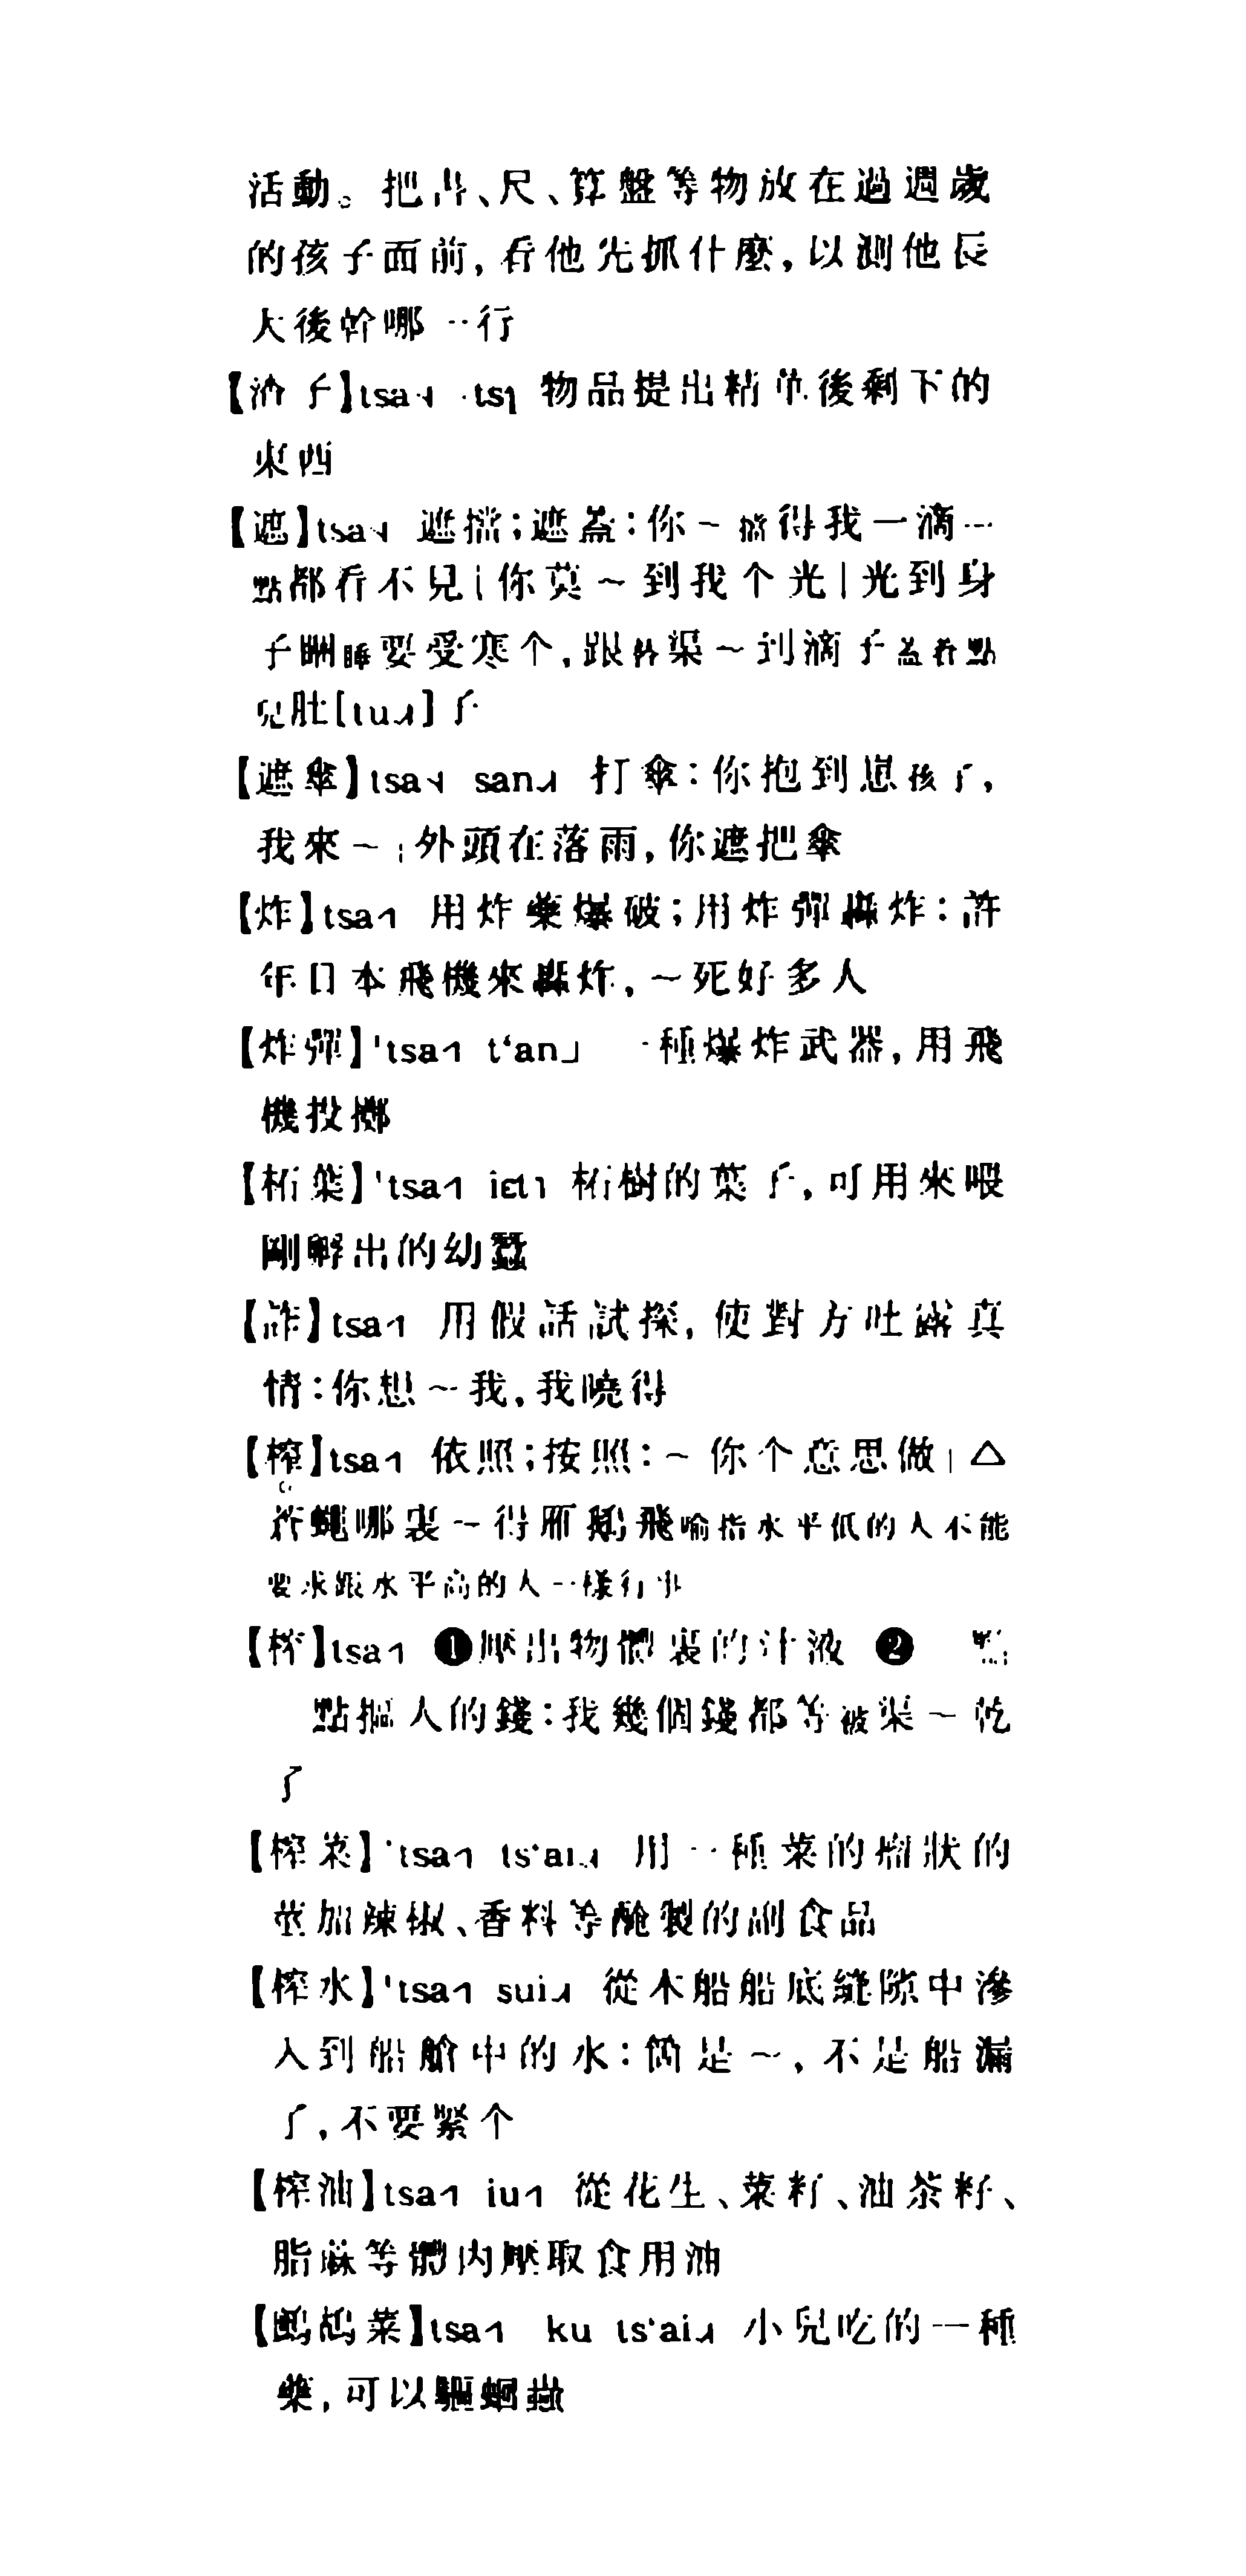 活動。把書、尺、算盤等物放在過週歲
的孩子面前，看他先抓什麼，以測他長
大後幹哪一行
【渣子】tsa˧˩ ·tsɿ 物品提出精華後剩下的
東西
【遮】tsa˧˩ 遮擋；遮蓋：你～擋得我一滴一
點都看不見｜你莫～到我个光｜光到身
子睏睡要受寒个，跟給渠～到滴子蓋着點
兒肚[tu˩˧]子
【遮傘】tsa˧˩ san˩˧ 打傘：你抱到崽孩子，
我來～｜外頭在落雨，你遮把傘
【炸】tsa˦ 用炸藥爆破；用炸彈轟炸：許
年日本飛機來轟炸，～死好多人
【炸彈】ˈtsa˦ tʻan˩ 一種爆炸武器，用飛
機投擲
【柘葉】ˈtsa˦ iɛt˥ 柘樹的葉子，可用來喂
剛孵出的幼蠶
【詐】tsa˦ 用假話試探，使對方吐露真
情：你想～我，我曉得
【搾】tsa˦ 依照；按照：～你个意思做｜△
蒼蠅哪裏～得雁鵝飛喻指水平低的人不能
要求跟水平高的人一樣行事
【榨】tsa˦ ❶壓出物體裏的汁液 ❷
點摳人的錢：我幾個錢都等被渠～乾
了
【榨菜】ˈtsa˦ tsʻai˩˧ 用一種菜的瘤狀的
莖加辣椒、香料等醃製的副食品
【榨水】ˈtsa˦ sui˩˧ 從木船船底縫隙中滲
入到船艙中的水：箇是～，不是船漏
了，不要緊个
【榨油】tsa˦ iu˦ 從花生、菜籽、油茶籽、
脂蔴等體內壓取食用油
【鷓鴣菜】tsa˦ ku tsʻai˩˧ 小兒吃的一種
藥，可以驅蛔蟲